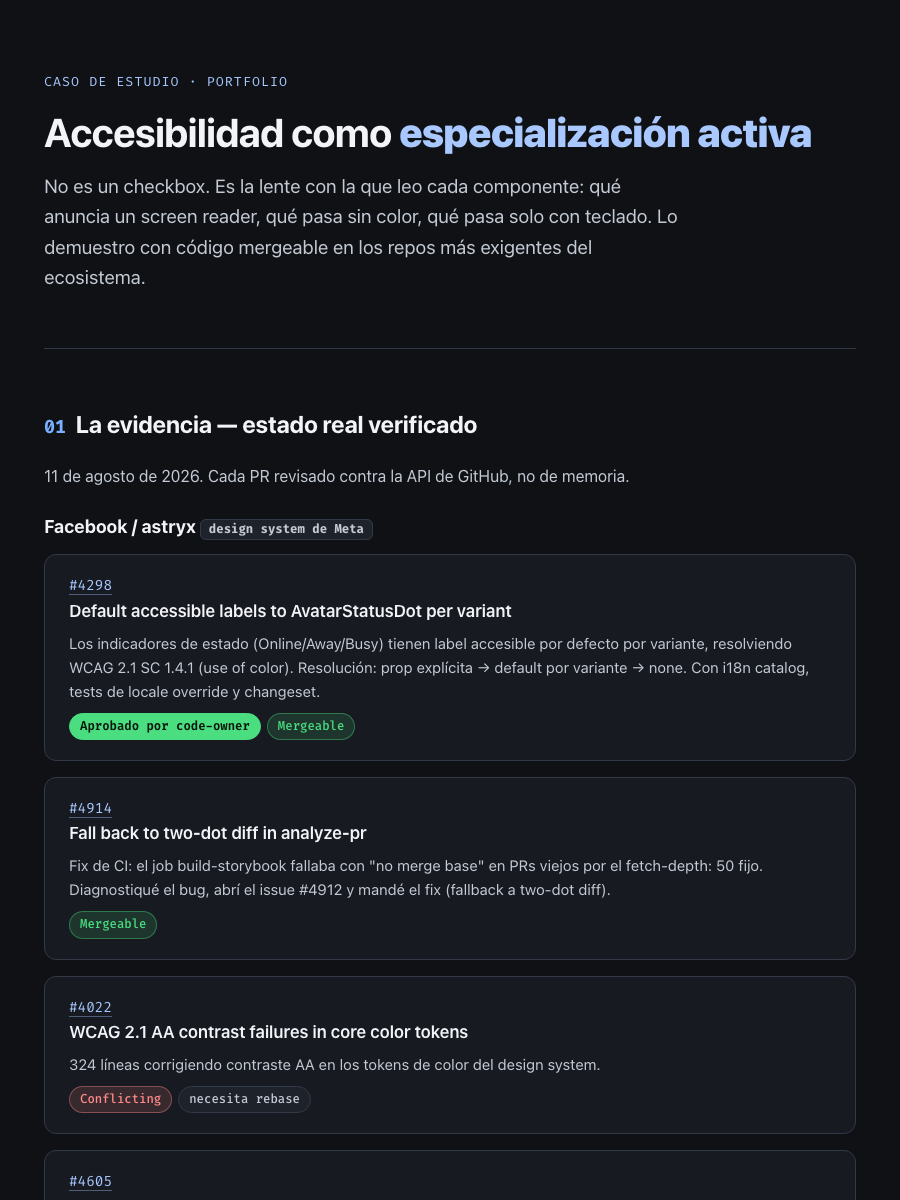 CASO DE ESTUDIO · PORTFOLIO
Accesibilidad como especialización activa
No es un checkbox. Es la lente con la que leo cada componente: qué
anuncia un screen reader, qué pasa sin color, qué pasa solo con teclado. Lo
demuestro con código mergeable en los repos más exigentes del
ecosistema.
01 La evidencia — estado real verificado
11 de agosto de 2026. Cada PR revisado contra la API de GitHub, no de memoria.
Facebook / astryx design system de Meta
#4298
Default accessible labels to AvatarStatusDot per variant
Los indicadores de estado (Online/Away/Busy) tienen label accesible por defecto por variante, resolviendo
WCAG 2.1 SC 1.4.1 (use of color). Resolución: prop explícita → default por variante → none. Con i18n catalog,
tests de locale override y changeset.
Aprobado por code-owner Mergeable
#4914
Fall back to two-dot diff in analyze-pr
Fix de CI: el job build-storybook fallaba con "no merge base" en PRs viejos por el fetch-depth: 50 fijo.
Diagnostiqué el bug, abrí el issue #4912 y mandé el fix (fallback a two-dot diff).
Mergeable
#4022
WCAG 2.1 AA contrast failures in core color tokens
324 líneas corrigiendo contraste AA en los tokens de color del design system.
Conflicting necesita rebase
#4605